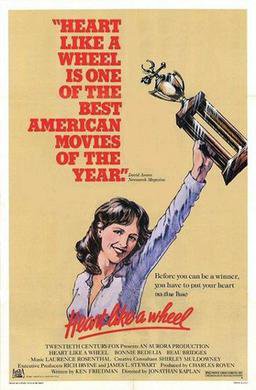 "HEART
LIKE A
WHEEL
IS ONE
OF THE
BEST
AMERICAN
MOVIES
OF THE
YEAR."
David Ansen
Newsweek Magazine
Before you can be a winner,
you have to put your heart
on the line
Heart like a wheel
TWENTIETH CENTURY-FOX Presents AN AURORA PRODUCTION
HEART LIKE A WHEEL BONNIE BEDELIA BEAU BRIDGES
Music LAURENCE ROSENTHAL Creative Consultant SHIRLEY MULDOWNEY
Executive Producers RICH IRVINE and JAMES L. STEWART Produced by CHARLES ROVEN
Written by KEN FRIEDMAN Directed by JONATHAN KAPLAN